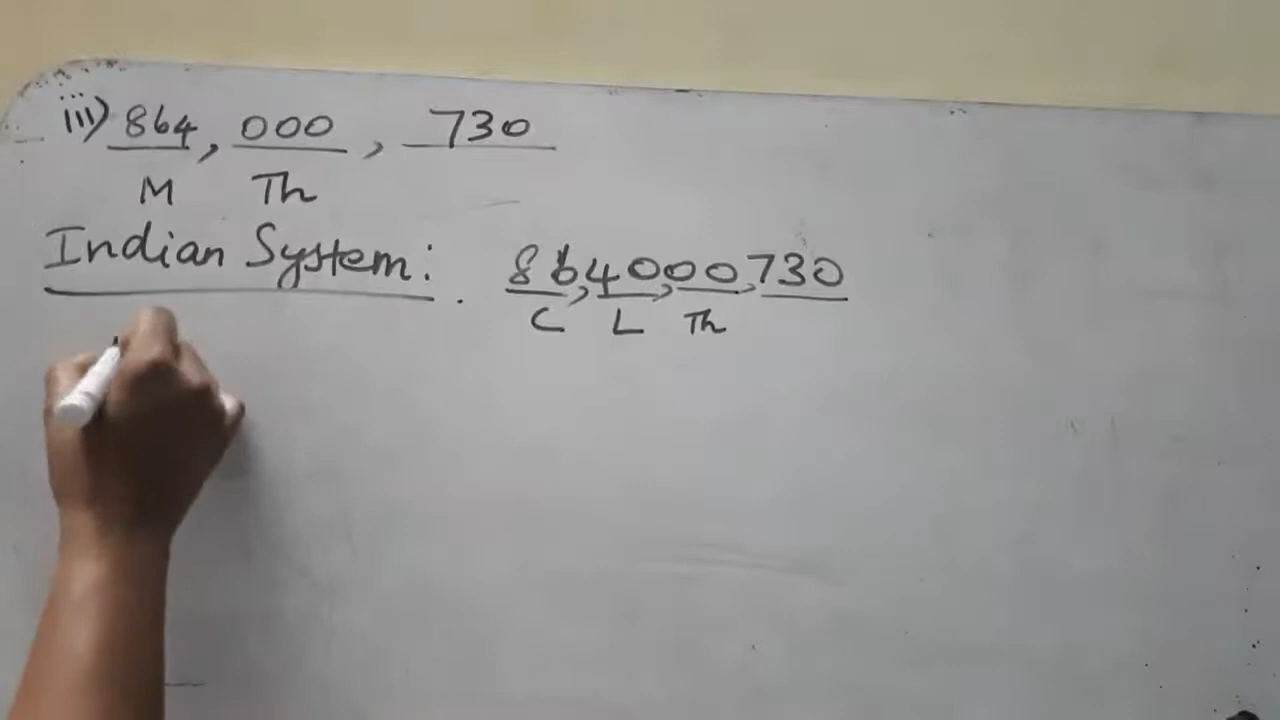 iii) 864, 000, 730
M Th
Indian System: 86,40,00,730
C L Th